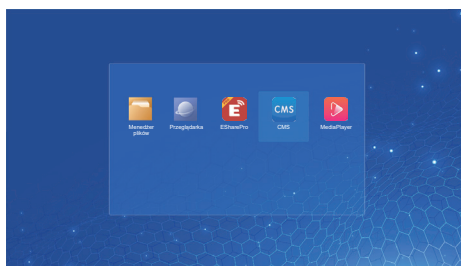 CMS
Menedżer
plików
Przeglądarka
ESharePro
CMS
MediaPlayer